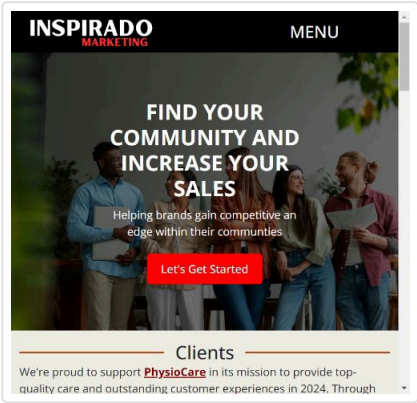 INSPIRADO
MARKETING
MENU
FIND YOUR
COMMUNITY AND
INCREASE YOUR
SALES
Helping brands gain competitive an
edge within their communties
Let's Get Started
Clients
We're proud to support PhysioCare in its mission to provide top-
quality care and outstanding customer experiences in 2024. Through